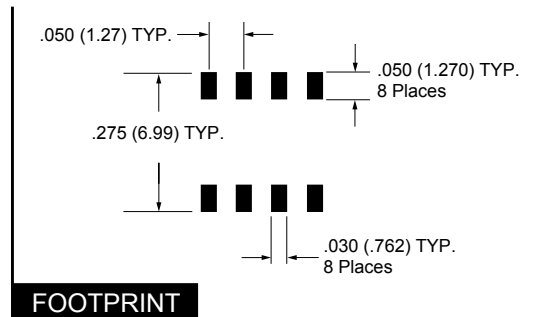 .050 (1.27) TYP.
.050 (1.270) TYP.
8 Places
.275 (6.99) TYP.
.030 (.762) TYP.
8 Places
FOOTPRINT